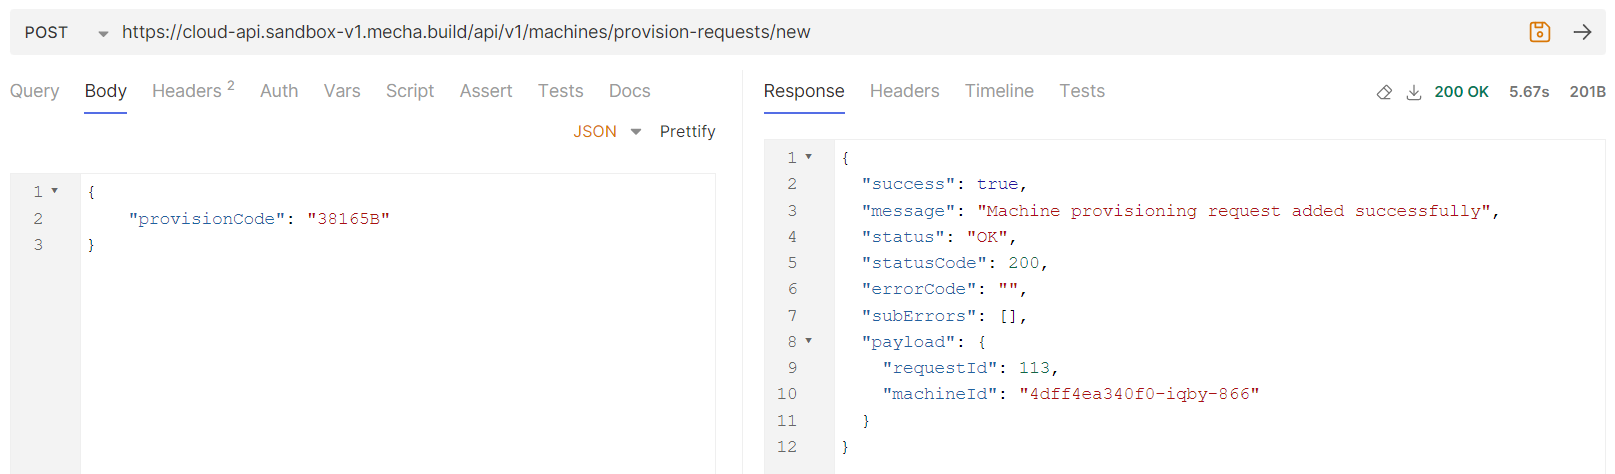 POST https://cloud-api.sandbox-v1.mecha.build/api/v1/machines/provision-requests/new
Query Body Headers 2 Auth Vars Script Assert Tests Docs
JSON Prettify
1 {
2 "provisionCode": "38165B"
3 }
Response Headers Timeline Tests 200 OK 5.67s 201B
1 {
2 "success": true,
3 "message": "Machine provisioning request added successfully",
4 "status": "OK",
5 "statusCode": 200,
6 "errorCode": "",
7 "subErrors": [],
8 "payload": {
9 "requestId": 113,
10 "machineId": "4dff4ea340f0-iqby-866"
11 }
12 }